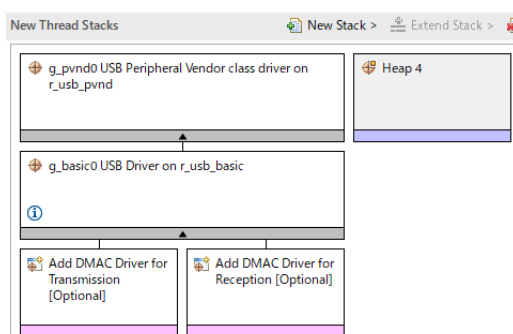 New Thread Stacks
New Stack >
Extend Stack >
g_pvnd0 USB Peripheral Vendor class driver on
r_usb_pvnd
Heap 4
g_basic0 USB Driver on r_usb_basic
Add DMAC Driver for
Transmission
[Optional]
Add DMAC Driver for
Reception [Optional]